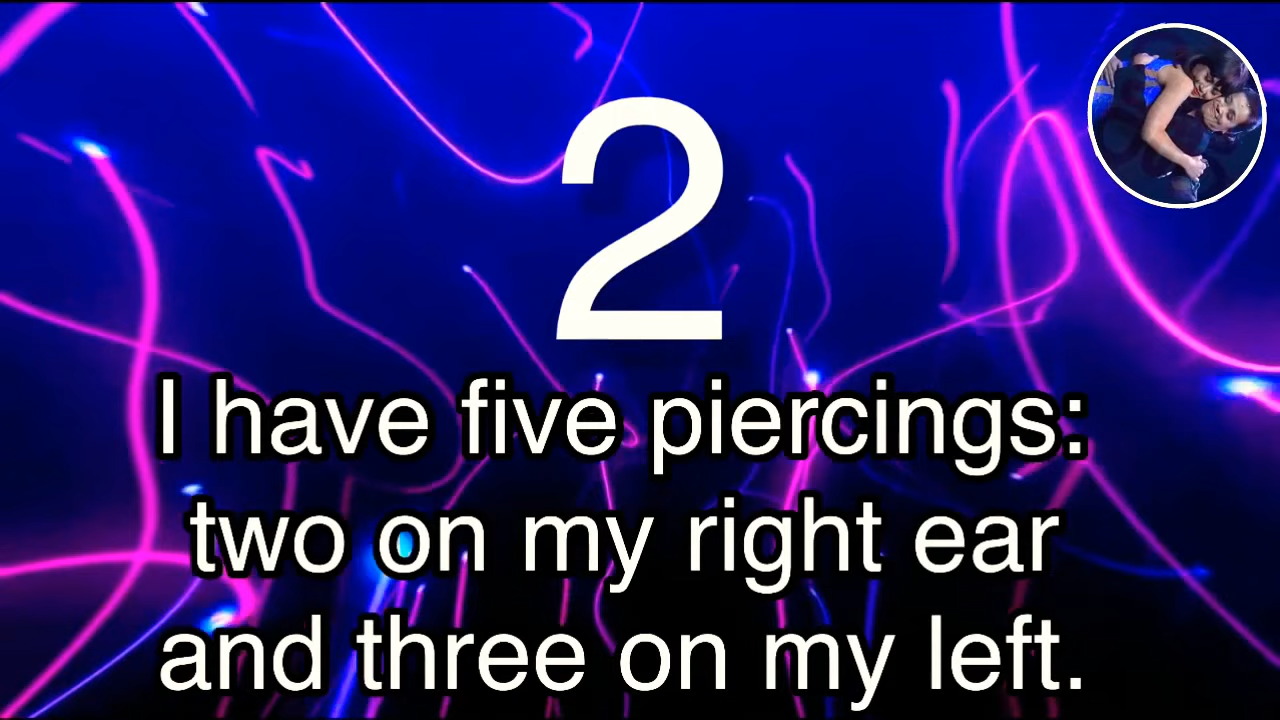 2
I have five piercings:
two on my right ear
and three on my left.